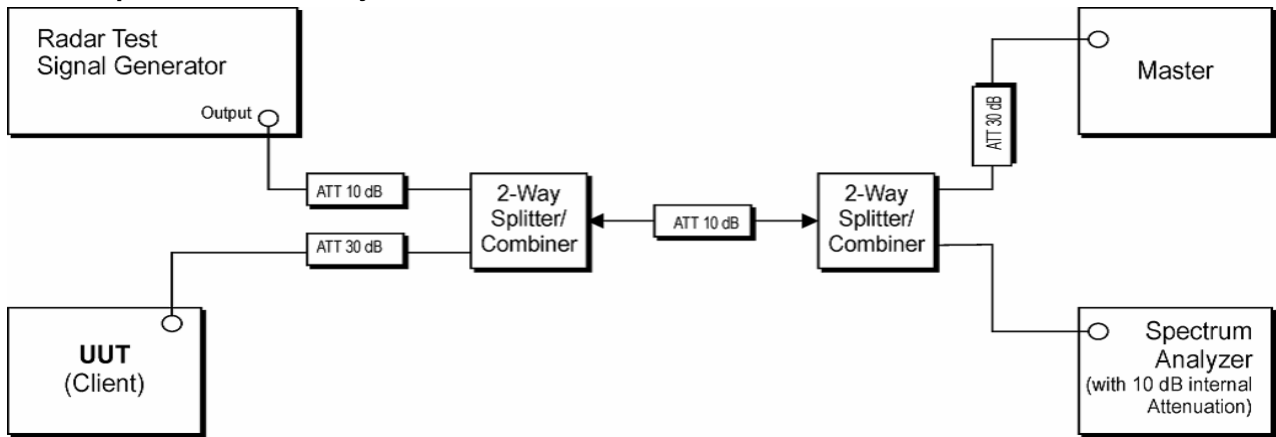 Radar Test
Signal Generator
Output
ATT 10 dB
ATT 30 dB
2-Way
Splitter/
Combiner
ATT 10 dB
2-Way
Splitter/
Combiner
ATT 30 dB
Master
UUT
(Client)
Spectrum
Analyzer
(with 10 dB internal
Attenuation)